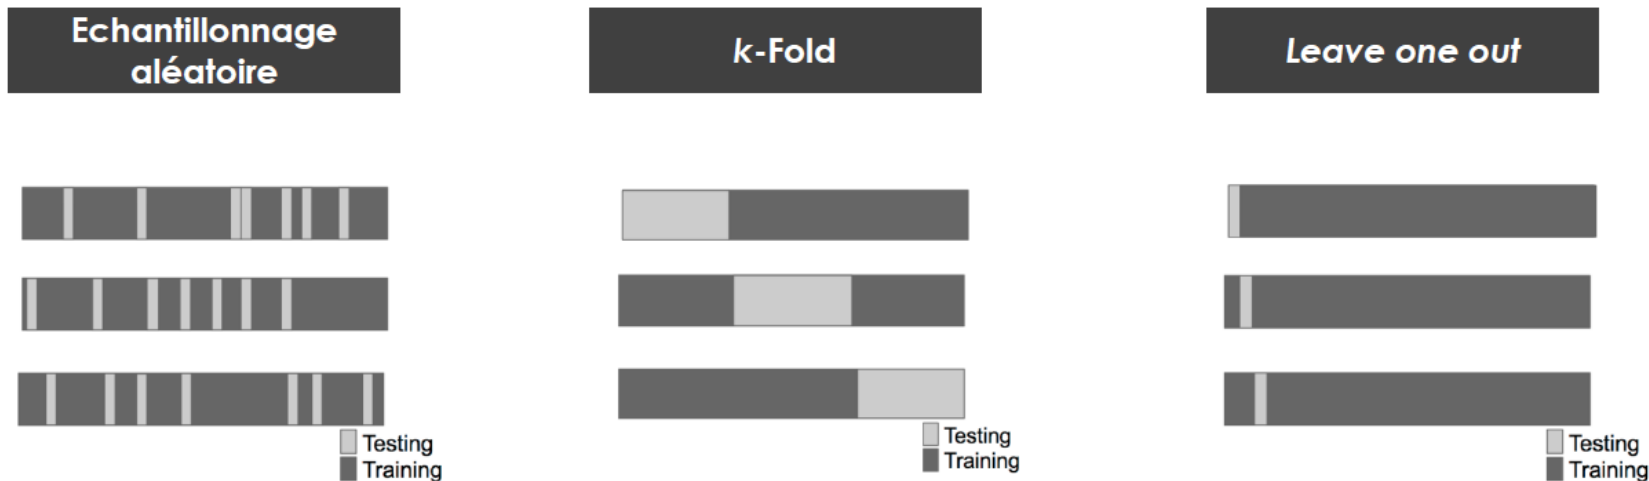 Echantillonnage
aléatoire
k-Fold
Leave one out
Testing
Training
Testing
Training
Testing
Training